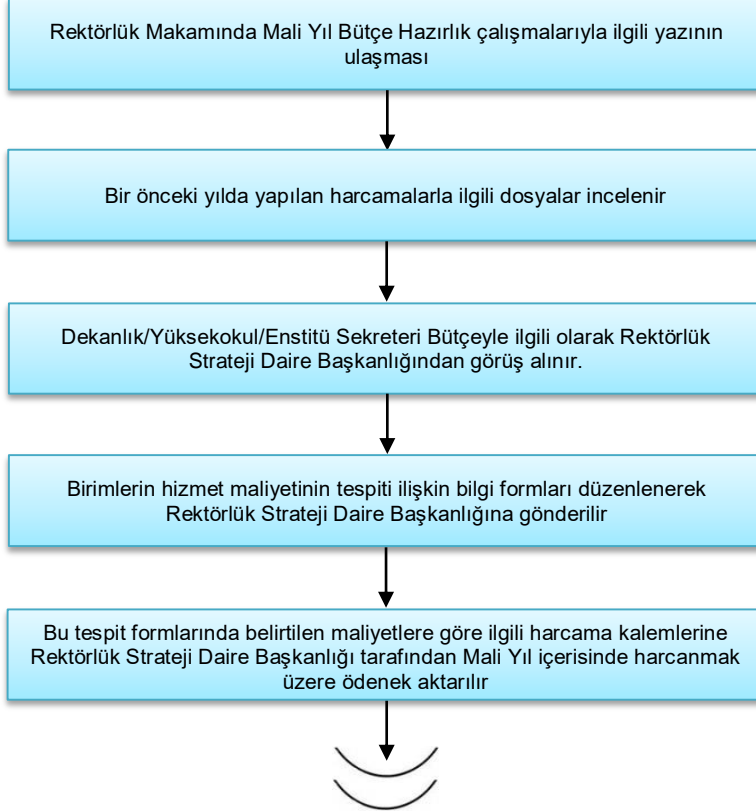 Rektörlük Makamında Mali Yıl Bütçe Hazırlık çalışmalarıyla ilgili yazının
ulaşması
Bir önceki yılda yapılan harcamalarla ilgili dosyalar incelenir
Dekanlık/Yüksekokul/Enstitü Sekreteri Bütçeyle ilgili olarak Rektörlük
Strateji Daire Başkanlığından görüş alınır.
Birimlerin hizmet maliyetinin tespiti ilişkin bilgi formları düzenlenerek
Rektörlük Strateji Daire Başkanlığına gönderilir
Bu tespit formlarında belirtilen maliyetlere göre ilgili harcama kalemlerine
Rektörlük Strateji Daire Başkanlığı tarafından Mali Yıl içerisinde harcanmak
üzere ödenek aktarılır